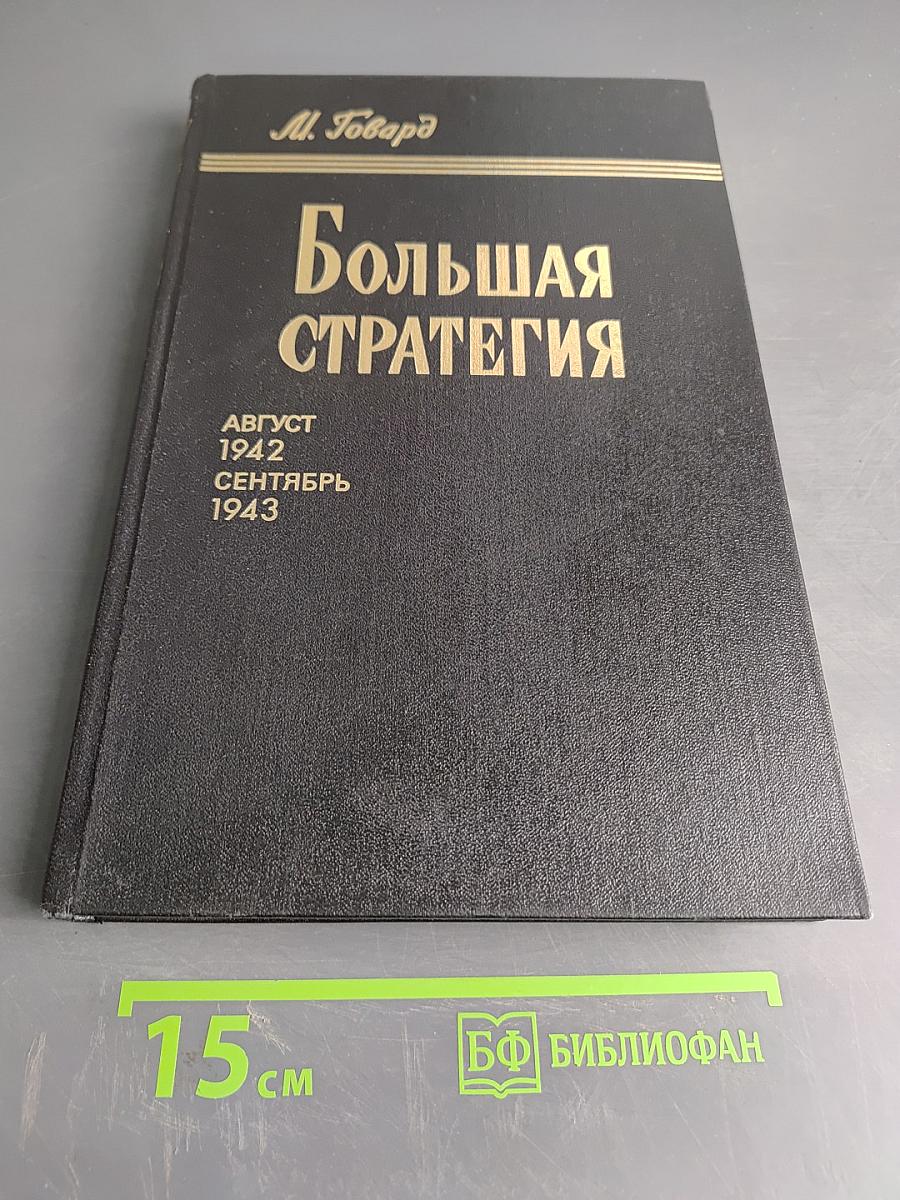 М. Говард
Большая
стратегия
АВГУСТ
1942
СЕНТЯБРЬ
1943
15 см
БФ БИБЛИОФАН